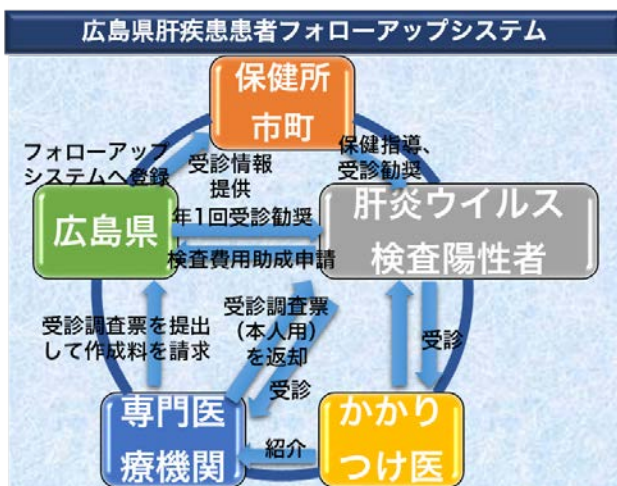 広島県肝疾患患者フォローアップシステム
保健所
市町
フォローアップ
システムへ登録
受診情報
提供
保健指導、
受診勧奨
広島県
年1回受診勧奨
検査費用助成申請
肝炎ウイルス
検査陽性者
受診調査票を提出
して作成料を請求
受診調査票
（本人用）
を返却
受診
受診
専門医
療機関
紹介
かかり
つけ医